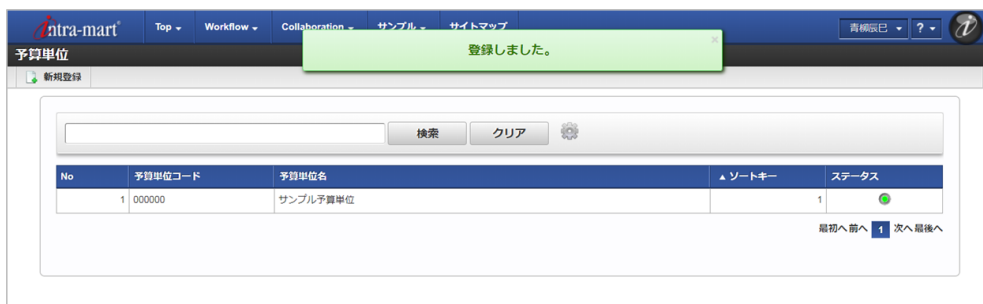 intra-mart® Top Workflow Collaboration サンプル サイトマップ 青柳辰巳 ?
登録しました。 ×
予算単位
新規登録
検索 クリア
No 予算単位コード 予算単位名 ▲ ソートキー ステータス
1 000000 サンプル予算単位 1
最初へ 前へ 1 次へ 最後へ